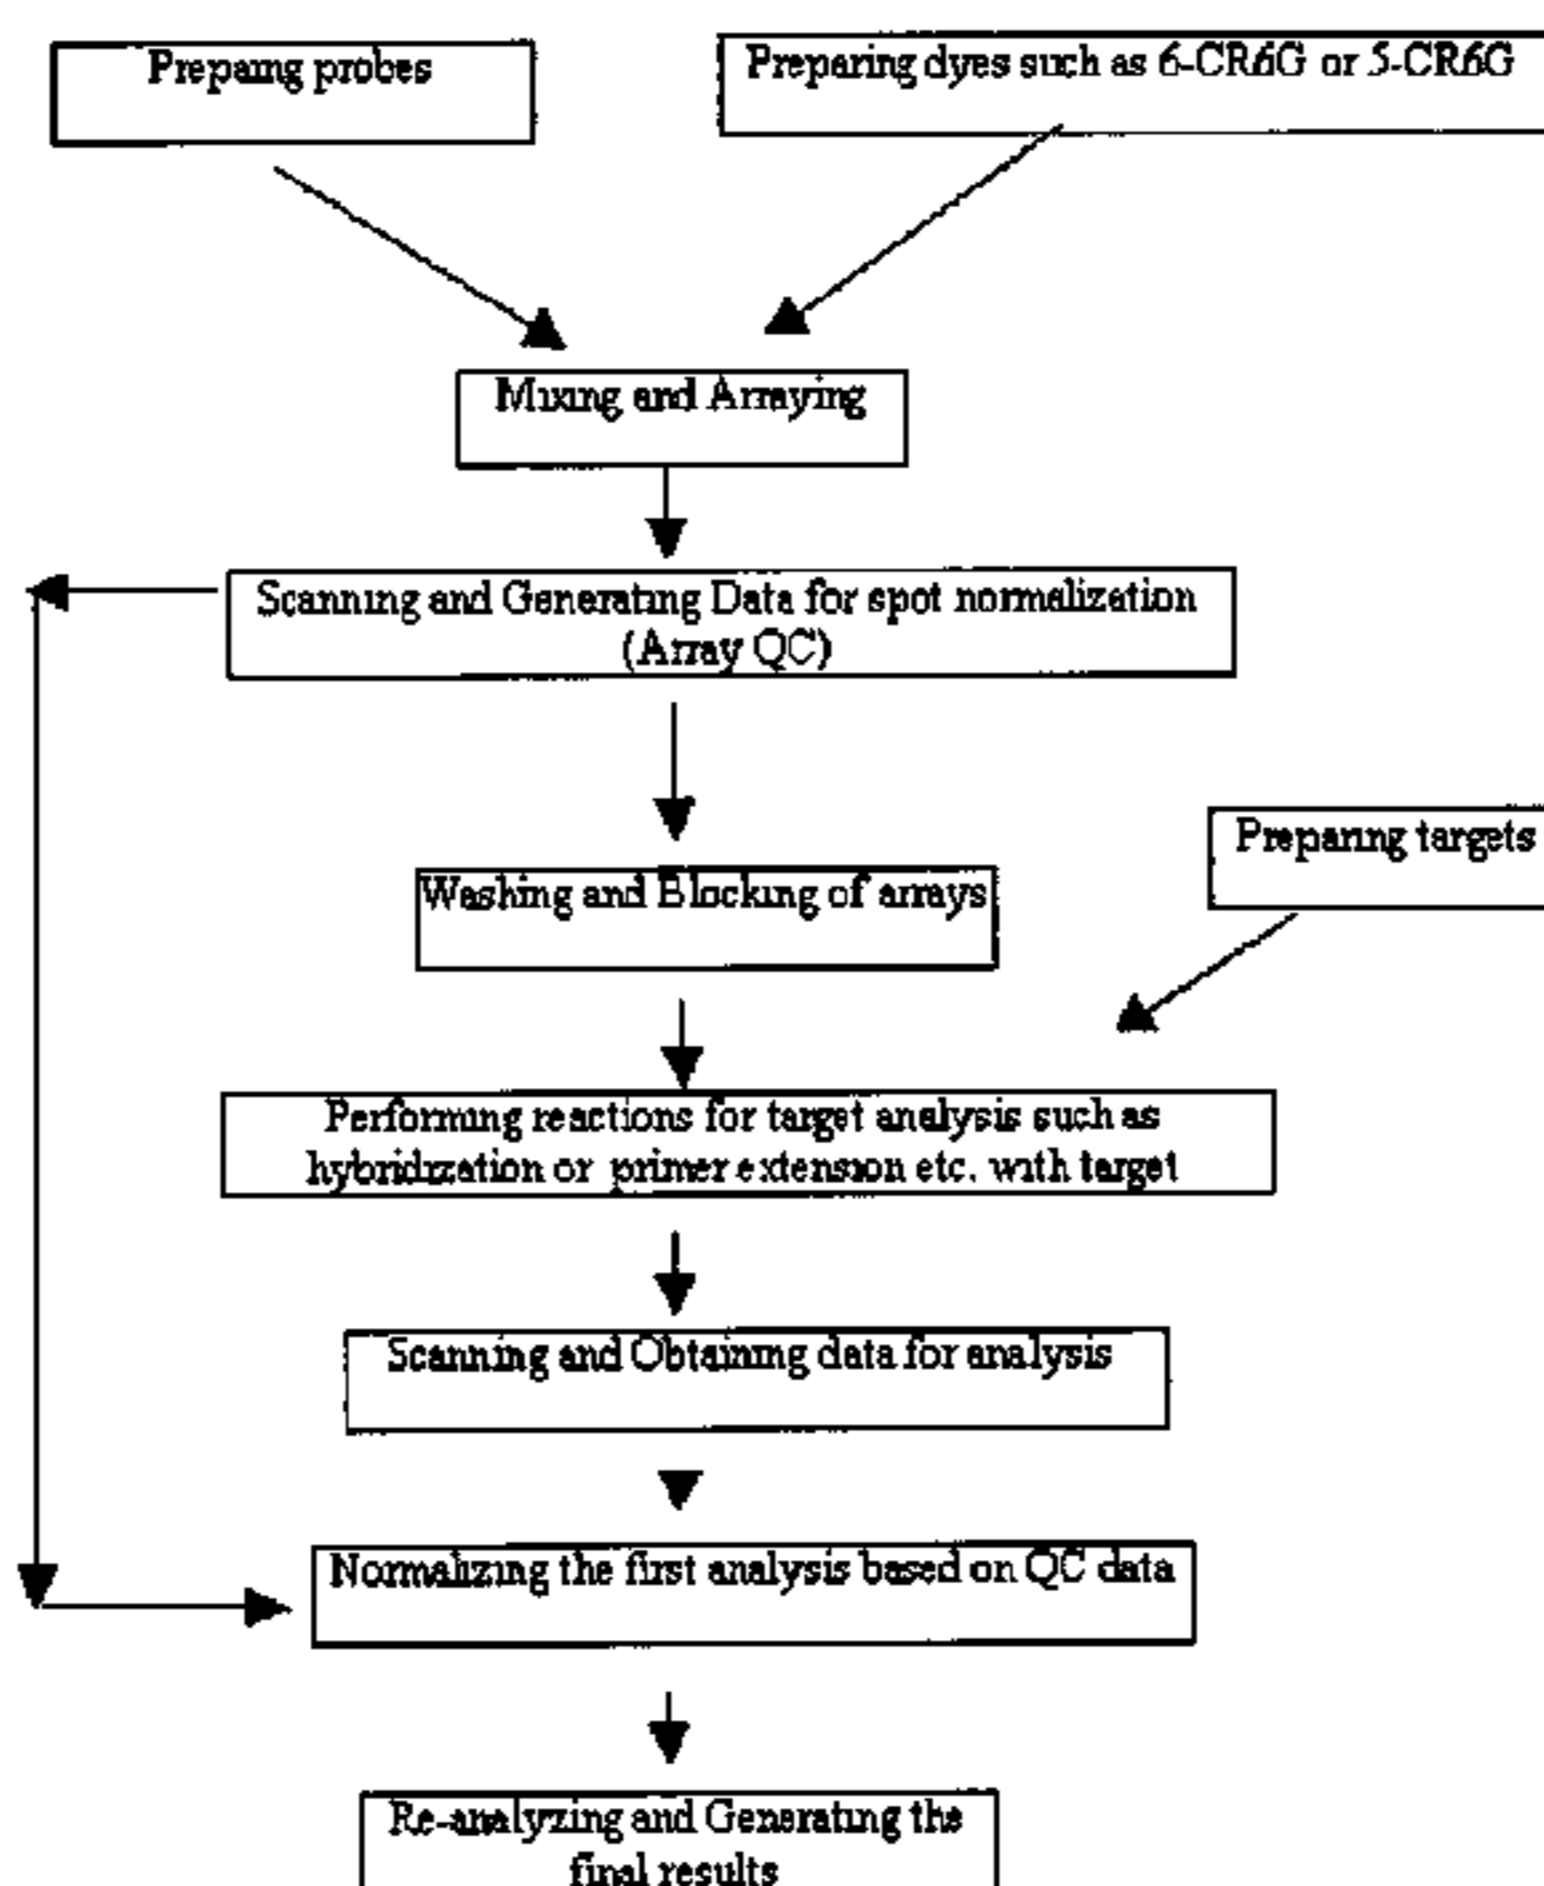 Prepaing probes
Preparing dyes such as 6-CR6G or 5-CR6G
Mixing and Arraying
Scanning and Generating Data for spot normalization
(Array QC)
Washing and Blocking of arrays
Preparing targets
Performing reactions for target analysis such as
hybridization or primer extension etc. with target
Scanning and Obtaining data for analysis
Normalizing the first analysis based on QC data
Re-analyzing and Generating the
final results